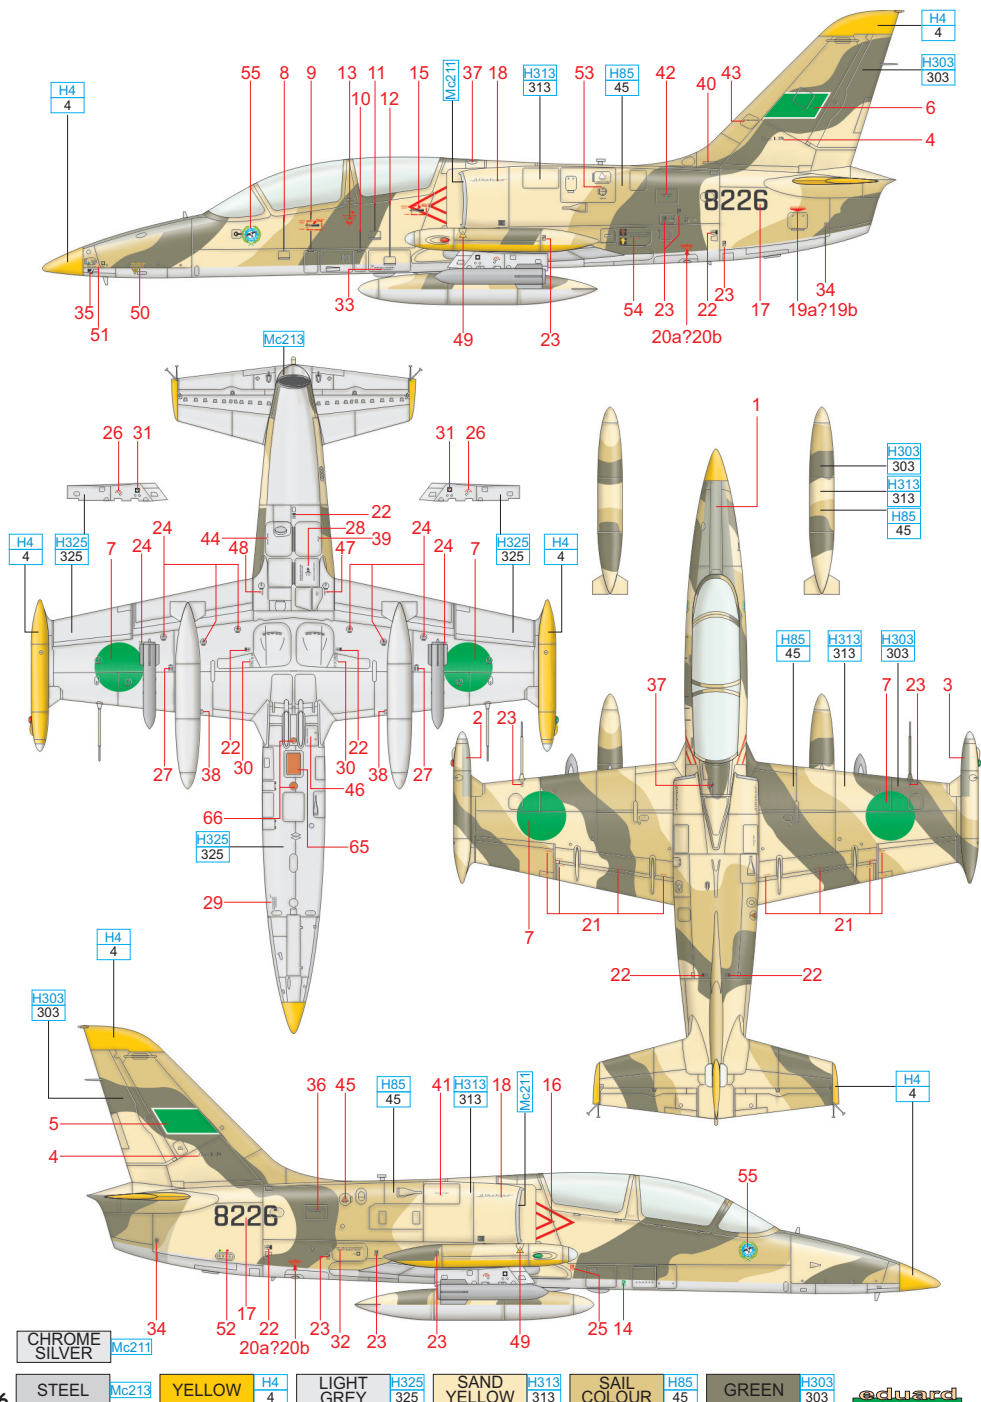 H4
4
55 8 9 13 11 15 Mc211 37 18 H313 53 H85 42 40 43
313 45
10 12
H4
4
H303
303
6
4
8226
35 51 50 33 49 23 54 23 20a?20b 22 23 17 19a?19b 34
Mc213
26 31
31 26
1
H303
303
H313
313
H85
45
22
H4
4
H325
325
7 24 24 44 48 28 47 39 24 24 7
H325
325
H4
4
27 38 22 30 22 30 38 27
46
66
65
H325
325
29
H85
45
H313
313
H303
303
37 2 23 7 23 3
7 21 21
22 22
H4
4
H303
303
5
4
36 45 H85 41 H313 18 Mc211 16
45 313
55
H4
4
8226
34 52 17 22 20a?20b 23 32 23 23 49 25 14
CHROME
SILVER Mc211
STEEL Mc213
YELLOW H4
4
LIGHT
GREY H325
325
SAND
YELLOW H313
313
SAIL
COLOUR H85
45
GREEN H303
303
eduard
6